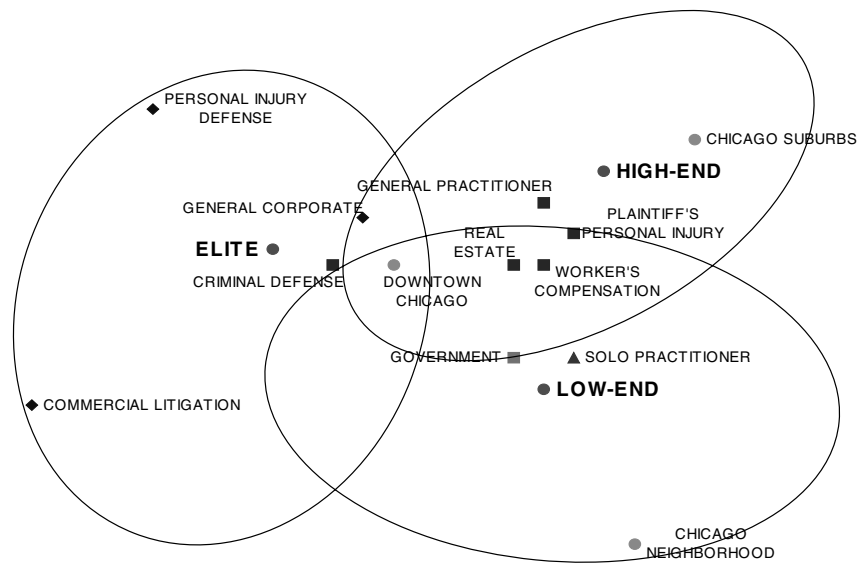 PERSONAL INJURY
DEFENSE
CHICAGO SUBURBS
HIGH-END
GENERAL PRACTITIONER
GENERAL CORPORATE
PLAINTIFF'S
PERSONAL INJURY
REAL
ESTATE
ELITE
CRIMINAL DEFENSE
DOWNTOWN
CHICAGO
WORKER'S
COMPENSATION
GOVERNMENT
SOLO PRACTITIONER
LOW-END
COMMERCIAL LITIGATION
CHICAGO
NEIGHBORHOOD